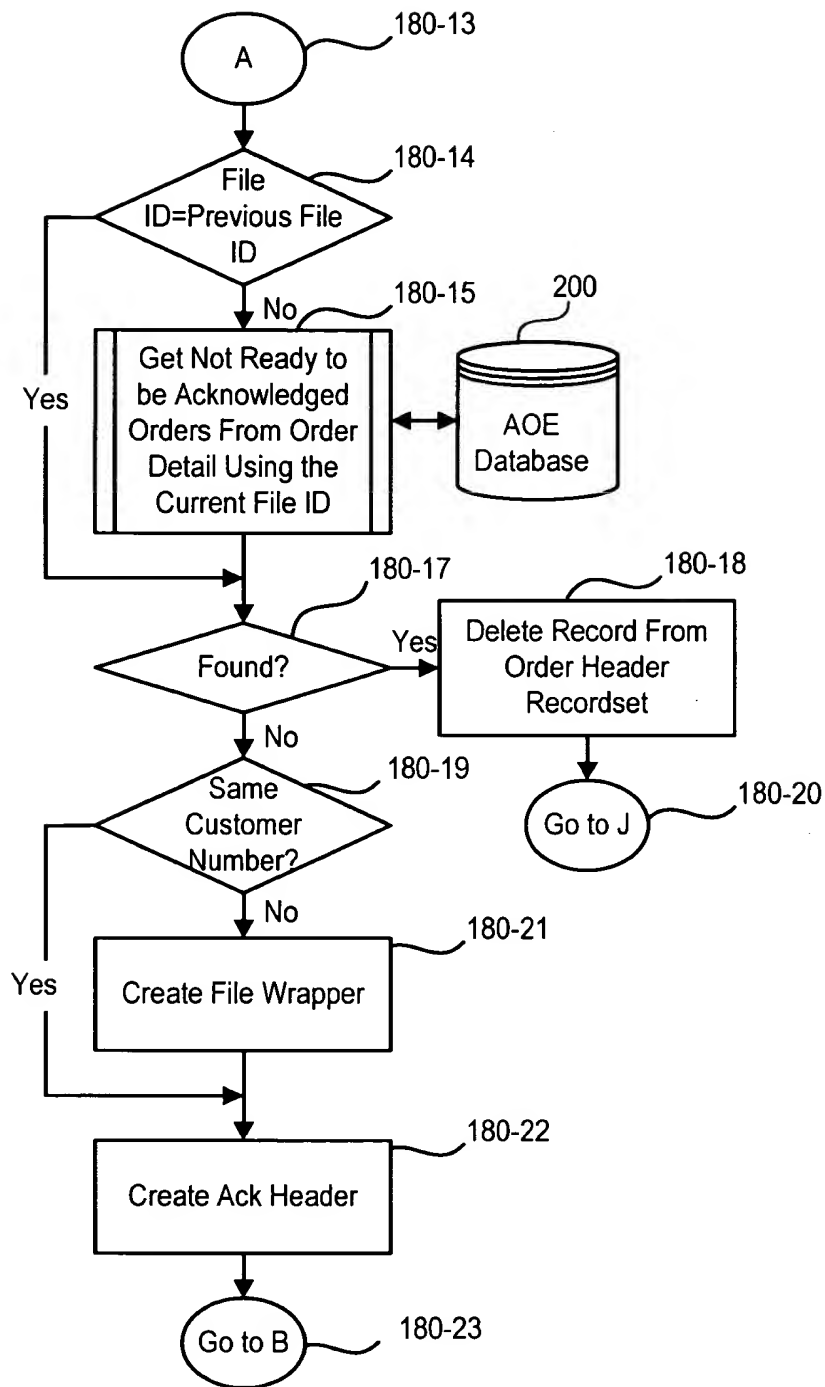 180-13
A
180-14
File
ID=Previous File
ID
No
180-15
200
Get Not Ready to
be Acknowledged
Orders From Order
Detail Using the
Current File ID
Yes
AOE
Database
180-17
180-18
Found?
Yes
Delete Record From
Order Header
Recordset
No
180-19
Same
Customer
Number?
180-20
Go to J
No
180-21
Yes
Create File Wrapper
180-22
Create Ack Header
Go to B
180-23